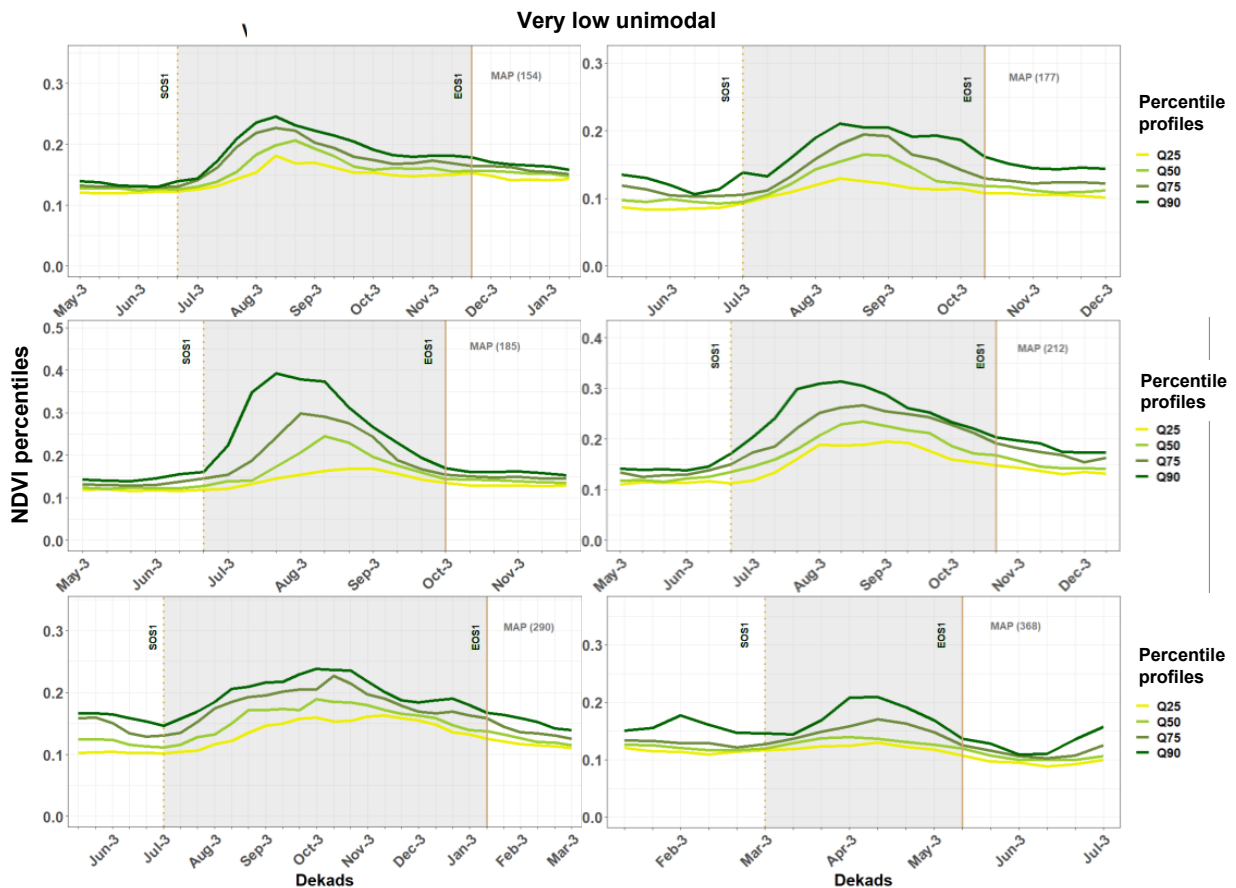 Very low unimodal
NDVI percentiles
0.3
0.2
0.1
0.0
SOS1
EOS1
MAP (154)
May-3
Jun-3
Jul-3
Aug-3
Sep-3
Oct-3
Nov-3
Dec-3
Jan-3
0.3
0.2
0.1
0.0
SOS1
EOS1
MAP (177)
Jun-3
Jul-3
Aug-3
Sep-3
Oct-3
Nov-3
Dec-3
Percentile
profiles
Q25
Q50
Q75
Q90
0.5
0.4
0.3
0.2
0.1
0.0
SOS1
EOS1
MAP (185)
May-3
Jun-3
Jul-3
Aug-3
Sep-3
Oct-3
Nov-3
0.4
0.3
0.2
0.1
0.0
SOS1
EOS1
MAP (212)
May-3
Jun-3
Jul-3
Aug-3
Sep-3
Oct-3
Nov-3
Dec-3
Percentile
profiles
Q25
Q50
Q75
Q90
0.3
0.2
0.1
0.0
SOS1
EOS1
MAP (290)
Jun-3
Jul-3
Aug-3
Sep-3
Oct-3
Nov-3
Dec-3
Jan-3
Feb-3
Mar-3
Dekads
0.3
0.2
0.1
0.0
SOS1
EOS1
MAP (368)
Feb-3
Mar-3
Apr-3
May-3
Jun-3
Jul-3
Dekads
Percentile
profiles
Q25
Q50
Q75
Q90